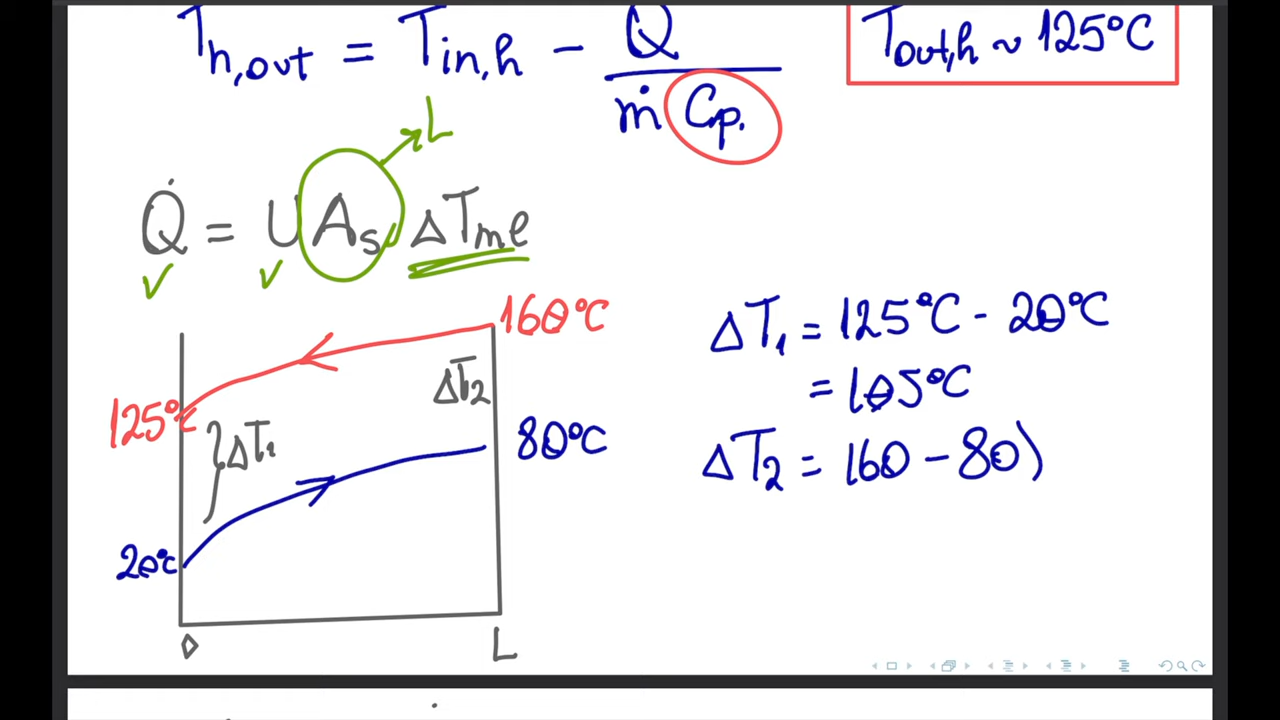 T_h,out = T_in,h - Q / ṁ Cp.
T_out,h ~ 125°C
L
Q̇ = U A_s ΔT_ml
160°C
ΔT_1 = 125°C - 20°C
ΔT_2
= 105°C
125°C
ΔT_1
80°C
ΔT_2 = 160 - 80)
20°C
0
L